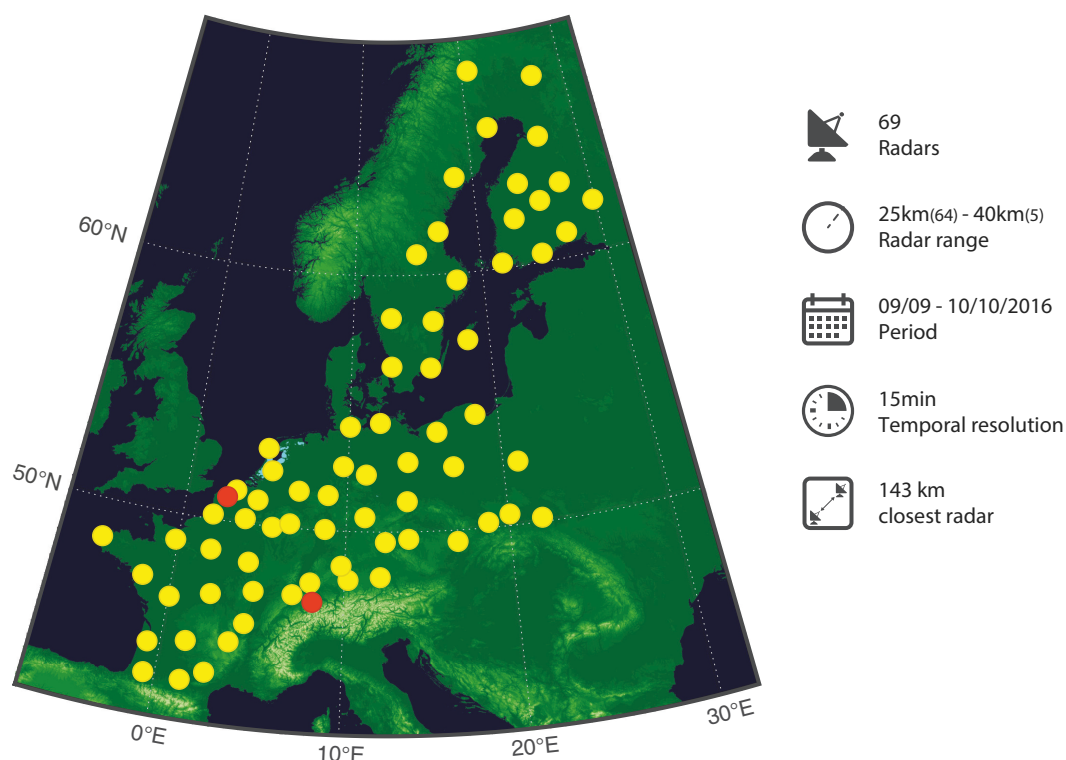 60°N
50°N
0°E
10°E
20°E
30°E
69
Radars
25km(64) - 40km(5)
Radar range
09/09 - 10/10/2016
Period
15min
Temporal resolution
143 km
closest radar